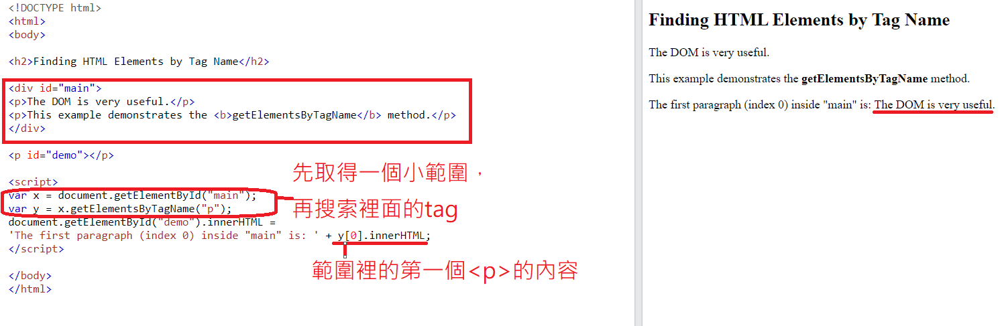 <!DOCTYPE html>
<html>
<body>
<h2>Finding HTML Elements by Tag Name</h2>
<div id="main">
<p>The DOM is very useful.</p>
<p>This example demonstrates the <b>getElementsByTagName</b> method.</p>
</div>
<p id="demo"></p>
<script>
var x = document.getElementById("main");
var y = x.getElementsByTagName("p");
document.getElementById("demo").innerHTML =
'The first paragraph (index 0) inside "main" is: ' + y[0].innerHTML;
</script>
</body>
</html>
先取得一個小範圍，
再搜索裡面的tag
範圍裡的第一個<p>的內容
Finding HTML Elements by Tag Name
The DOM is very useful.
This example demonstrates the getElementsByTagName method.
The first paragraph (index 0) inside "main" is: The DOM is very useful.